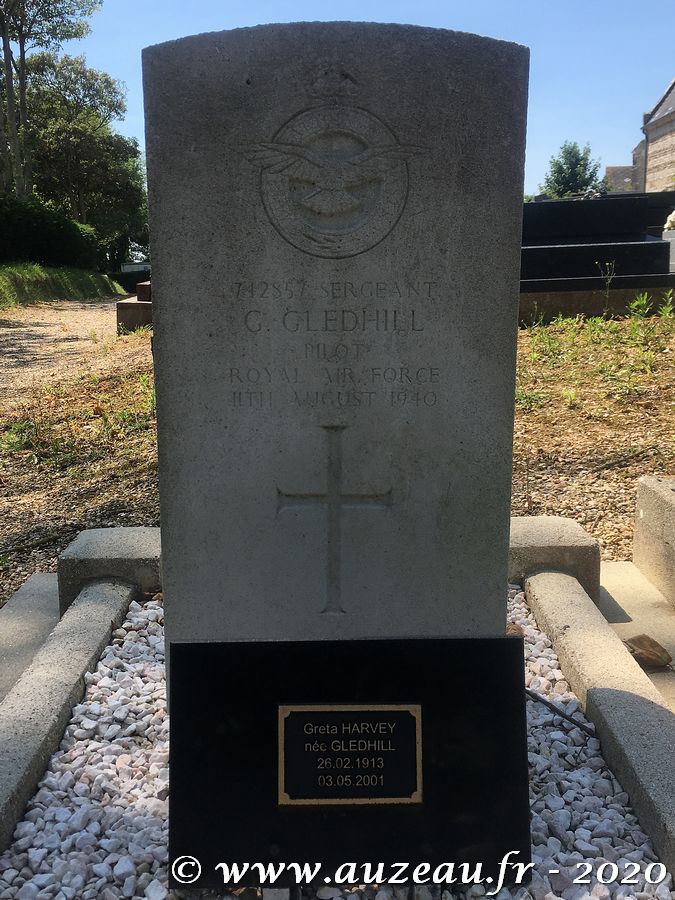 742857 SERGEANT
G. GLEDHILL
PILOT
ROYAL AIR FORCE
11TH AUGUST 1940
Greta HARVEY
née GLEDHILL
26.02.1913
03.05.2001
© www.auzeau.fr - 2020